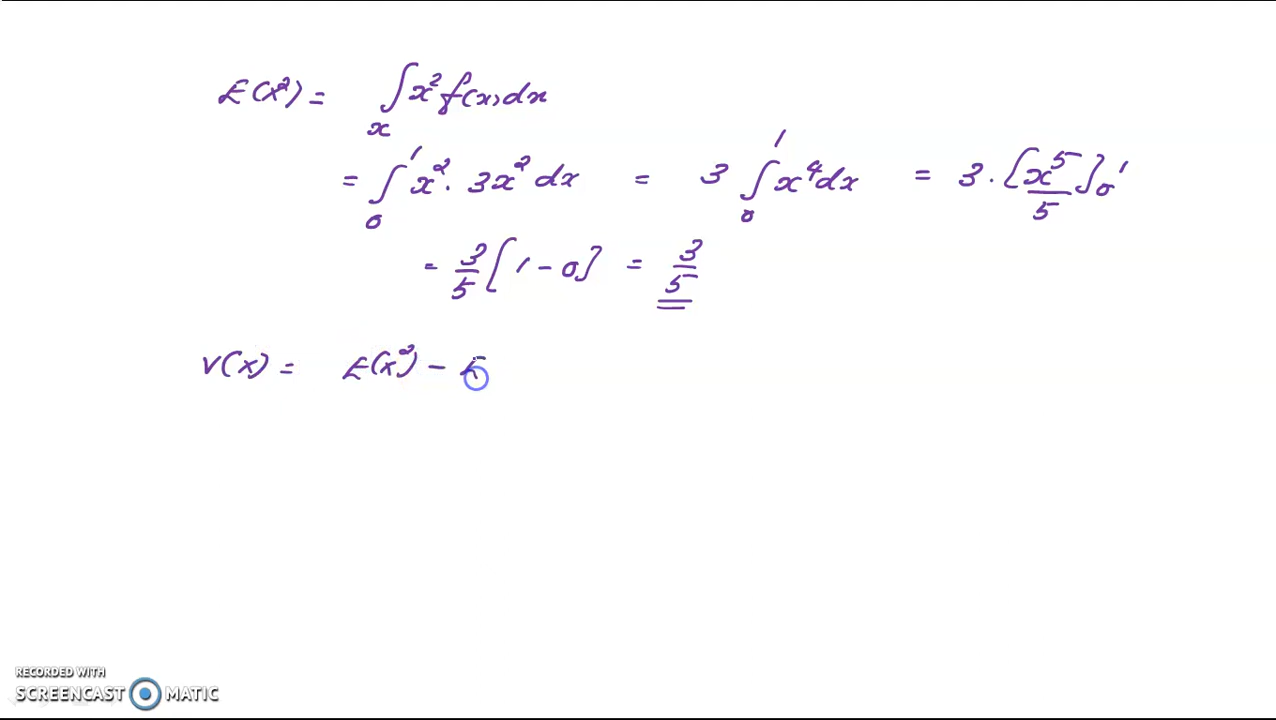 E(x²) = ∫ₓ x² f(x) dx
= ∫₀¹ x² · 3x² dx = 3 ∫₀¹ x⁴ dx = 3 · [x⁵/5]₀¹
= 3/5 [1 - 0] = 3/5
V(x) = E(x²) - E
RECORDED WITH
SCREENCAST MATIC